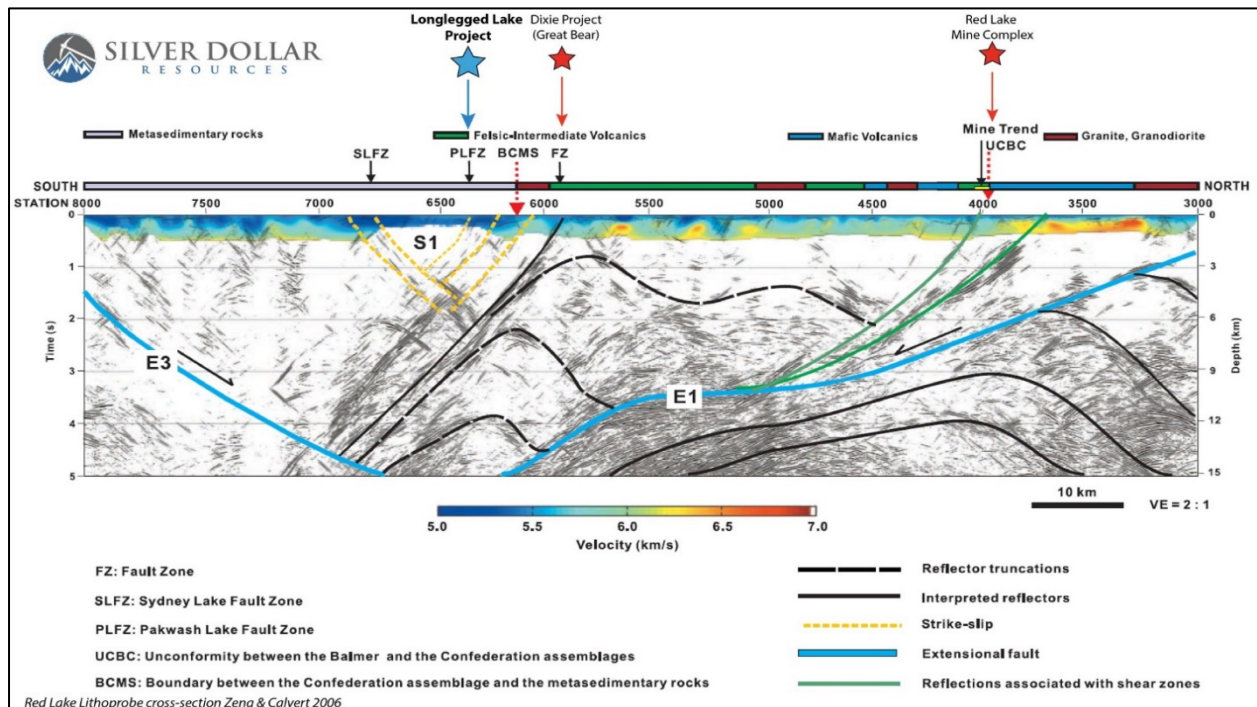 Longlegged Lake
Project
Dixie Project
(Great Bear)
Red Lake
Mine Complex
SILVER DOLLAR
RESOURCES
Metasedimentary rocks
Felsic-Intermediate Volcanics
Mafic Volcanics
Mine Trend
Granite, Granodiorite
SLFZ
PLFZ
BCMS
FZ
UCBC
SOUTH
NORTH
STATION 8000 7500 7000 6500 6000 5500 5000 4500 4000 3500 3000
0
1
2
3
4
5
Time (s)
S1
E3
E1
0
3
6
9
12
15
Depth (km)
10 km
VE = 2 : 1
5.0 5.5 6.0 6.5 7.0
Velocity (km/s)
FZ: Fault Zone
SLFZ: Sydney Lake Fault Zone
PLFZ: Pakwash Lake Fault Zone
UCBC: Unconformity between the Balmer and the Confederation assemblages
BCMS: Boundary between the Confederation assemblage and the metasedimentary rocks
Reflector truncations
Interpreted reflectors
Strike-slip
Extensional fault
Reflections associated with shear zones
Red Lake Lithoprobe cross-section Zeng & Calvert 2006